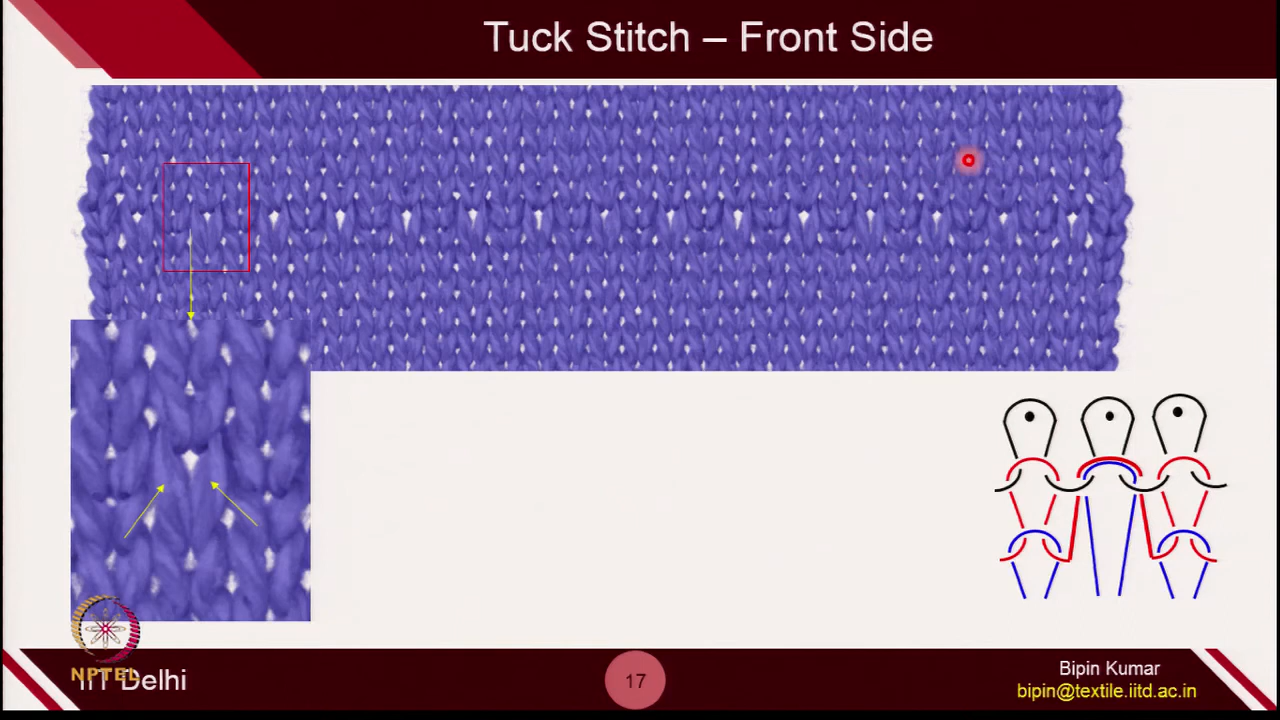 Tuck Stitch – Front Side
NPTEL
IIT Delhi
17
Bipin Kumar
bipin@textile.iitd.ac.in